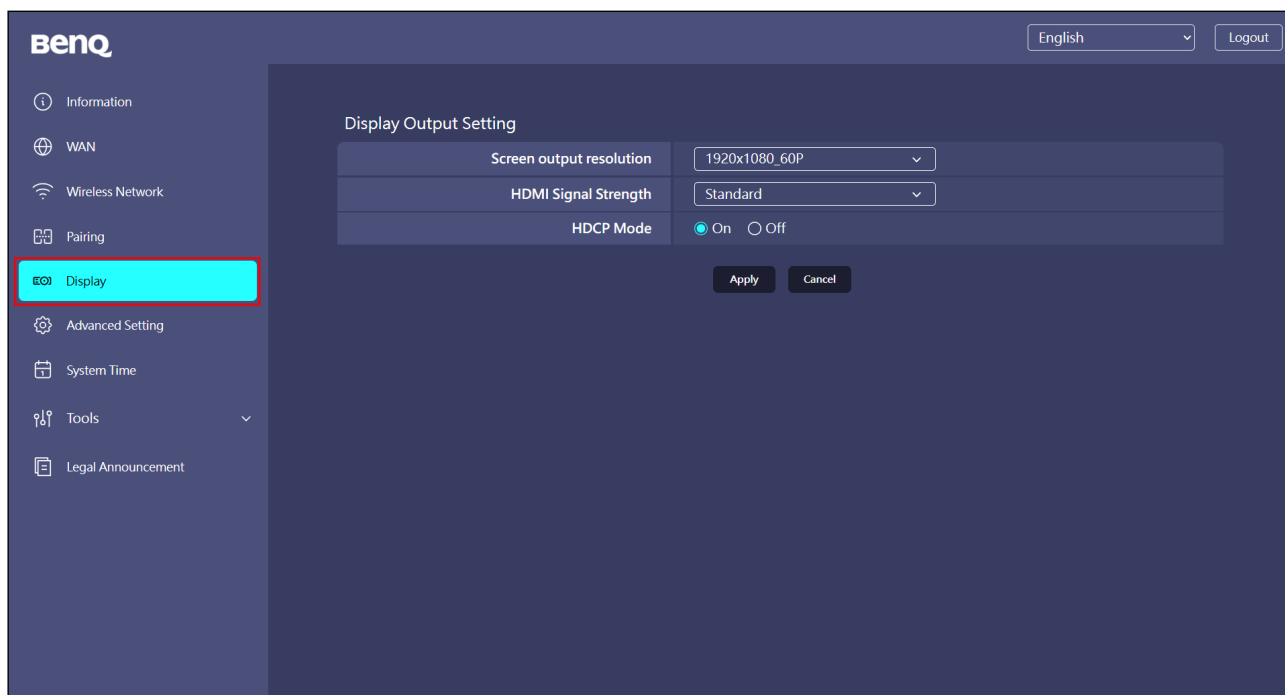 BenQ
English
Logout
Information
WAN
Wireless Network
Pairing
Display
Advanced Setting
System Time
Tools
Legal Announcement
Display Output Setting
Screen output resolution 1920x1080_60P
HDMI Signal Strength Standard
HDCP Mode On Off
Apply Cancel